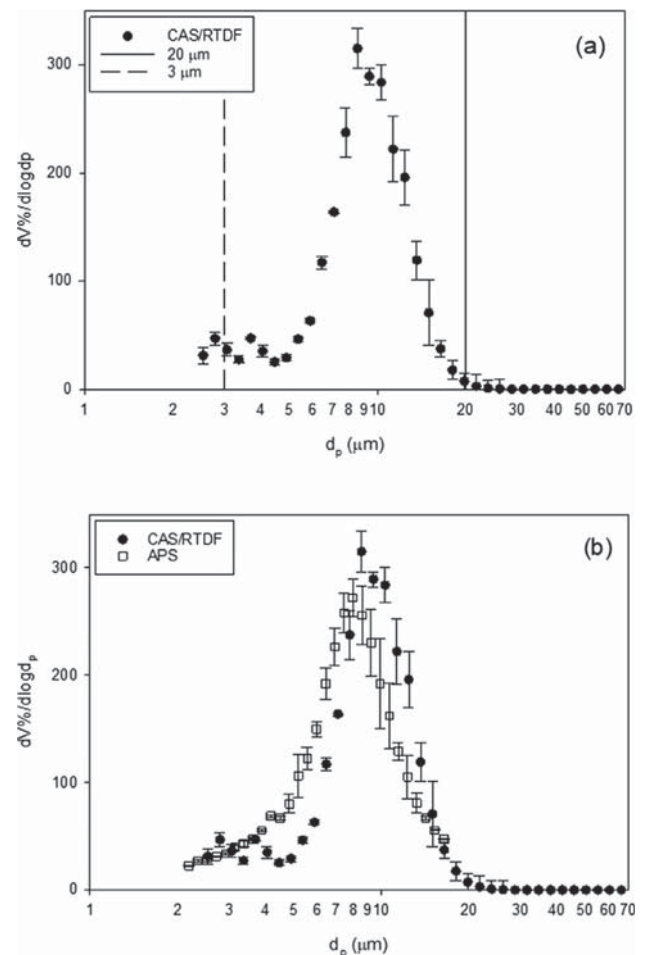 CAS/RTDF
20 μm
3 μm
(a)
300
200
100
0
dV%/dlogdp
1 2 3 4 5 6 7 8 9 10 20 30 40 50 60 70
dₚ (μm)
CAS/RTDF
APS
(b)
300
200
100
0
dV%/dlogdₚ
1 2 3 4 5 6 7 8 9 10 20 30 40 50 60 70
dₚ (μm)